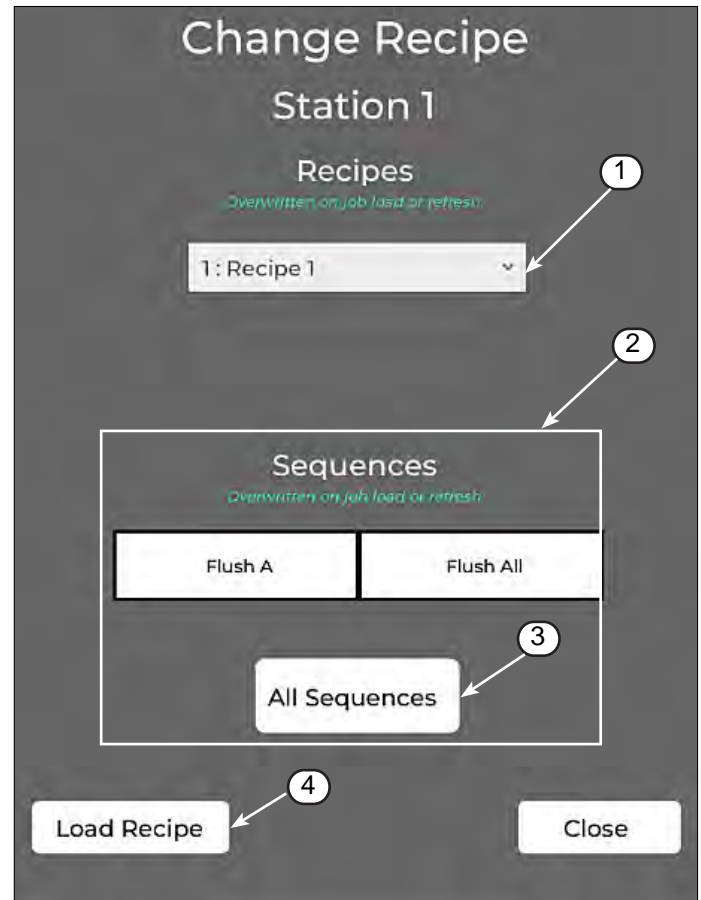 Change Recipe
Station 1
Recipes
1
Overwritten on job load or refresh
1 : Recipe 1
2
Sequences
Overwritten on job load or refresh
Flush A
Flush All
3
All Sequences
4
Load Recipe
Close